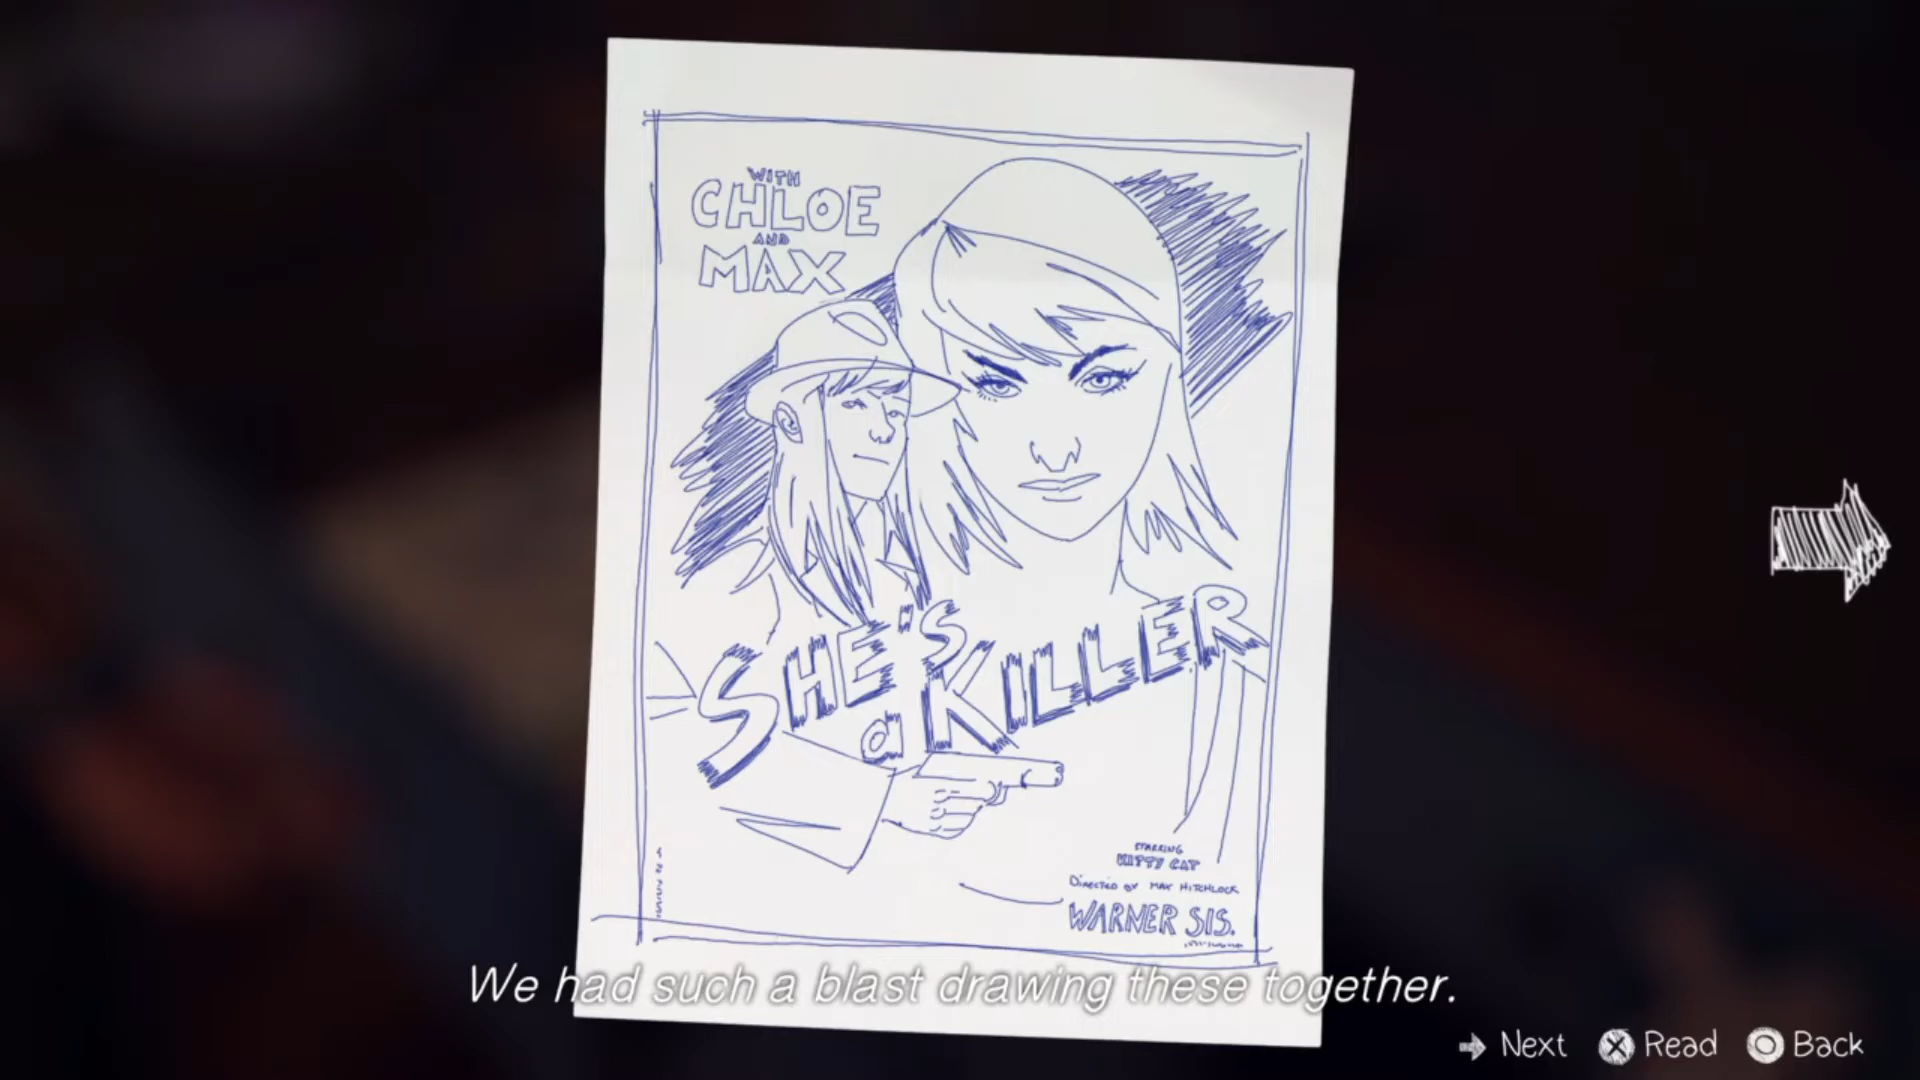 WITH
CHLOE
AND
MAX
SHE'S
a KILLER
STARRING
KITTY CAT
DIRECTED BY MAX HITCHLOCK
WARNER SIS.
We had such a blast drawing these together.
Next Read Back